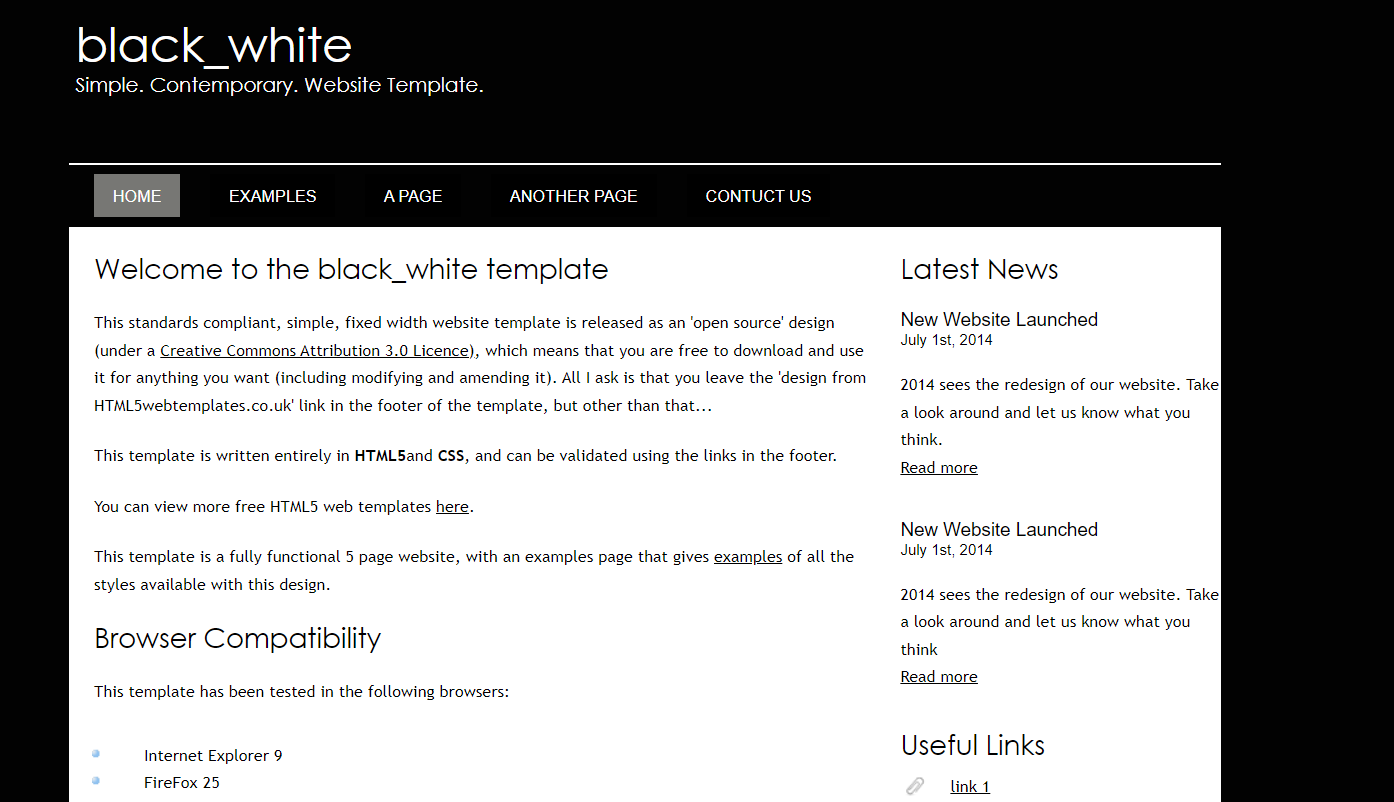 black_white
Simple. Contemporary. Website Template.
HOME EXAMPLES A PAGE ANOTHER PAGE CONTUCT US
Welcome to the black_white template
This standards compliant, simple, fixed width website template is released as an 'open source' design
(under a Creative Commons Attribution 3.0 Licence), which means that you are free to download and use
it for anything you want (including modifying and amending it). All I ask is that you leave the 'design from
HTML5webtemplates.co.uk' link in the footer of the template, but other than that...
This template is written entirely in HTML5and CSS, and can be validated using the links in the footer.
You can view more free HTML5 web templates here.
This template is a fully functional 5 page website, with an examples page that gives examples of all the
styles available with this design.
Browser Compatibility
This template has been tested in the following browsers:
Internet Explorer 9
FireFox 25
Latest News
New Website Launched
July 1st, 2014
2014 sees the redesign of our website. Take
a look around and let us know what you
think.
Read more
New Website Launched
July 1st, 2014
2014 sees the redesign of our website. Take
a look around and let us know what you
think
Read more
Useful Links
link 1